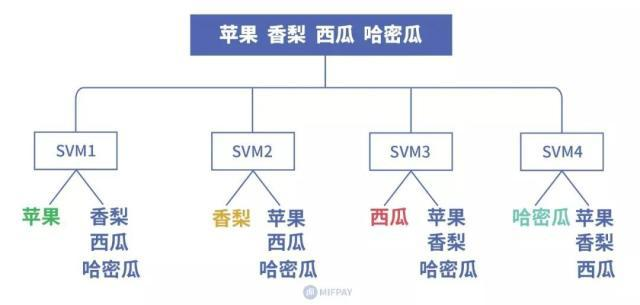 苹果 香梨 西瓜 哈密瓜
SVM1
SVM2
SVM3
SVM4
苹果
香梨
西瓜
哈密瓜
香梨
苹果
西瓜
哈密瓜
西瓜
苹果
香梨
哈密瓜
哈密瓜
苹果
香梨
西瓜
MIFPAY